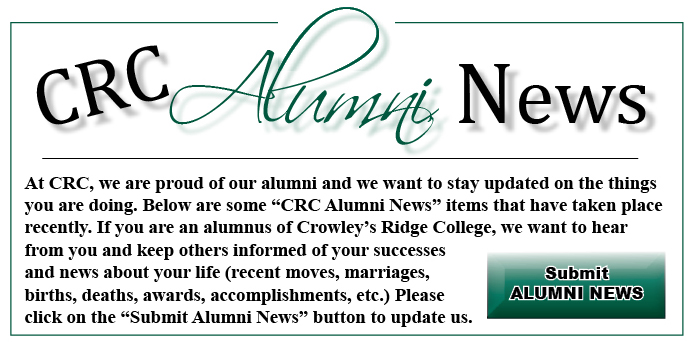 CRC Alumni News
At CRC, we are proud of our alumni and we want to stay updated on the things
you are doing. Below are some “CRC Alumni News” items that have taken place
recently. If you are an alumnus of Crowley’s Ridge College, we want to hear
from you and keep others informed of your successes
and news about your life (recent moves, marriages,
births, deaths, awards, accomplishments, etc.) Please
click on the “Submit Alumni News” button to update us.
Submit
ALUMNI NEWS